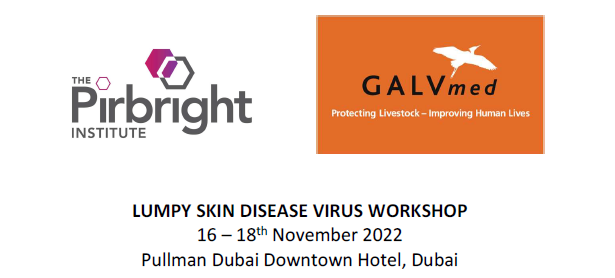 THE
Pirbright
INSTITUTE
GALVmed
Protecting Livestock – Improving Human Lives
LUMPY SKIN DISEASE VIRUS WORKSHOP
16 – 18th November 2022
Pullman Dubai Downtown Hotel, Dubai